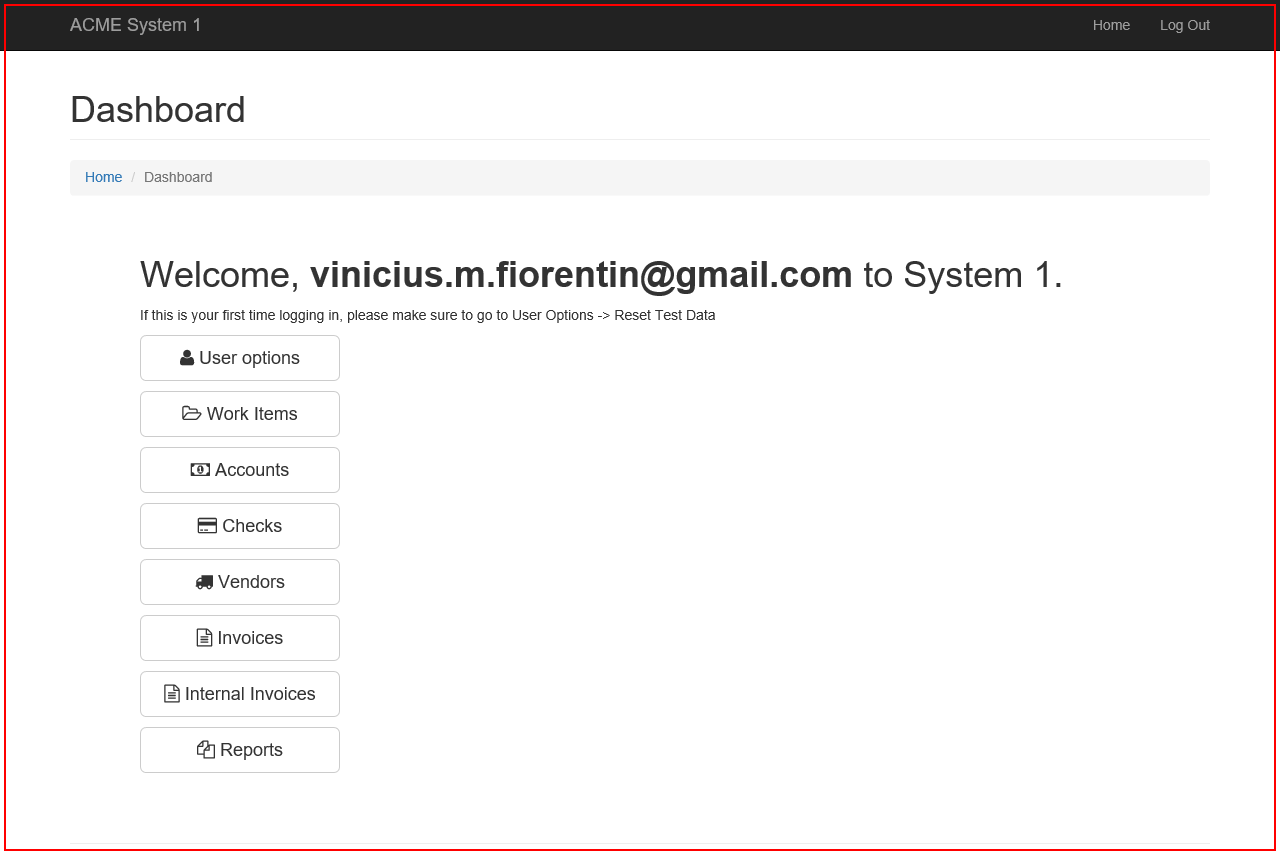 ACME System 1 Home Log Out
Dashboard
Home / Dashboard
Welcome, vinicius.m.fiorentin@gmail.com to System 1.
If this is your first time logging in, please make sure to go to User Options -> Reset Test Data
User options
Work Items
Accounts
Checks
Vendors
Invoices
Internal Invoices
Reports